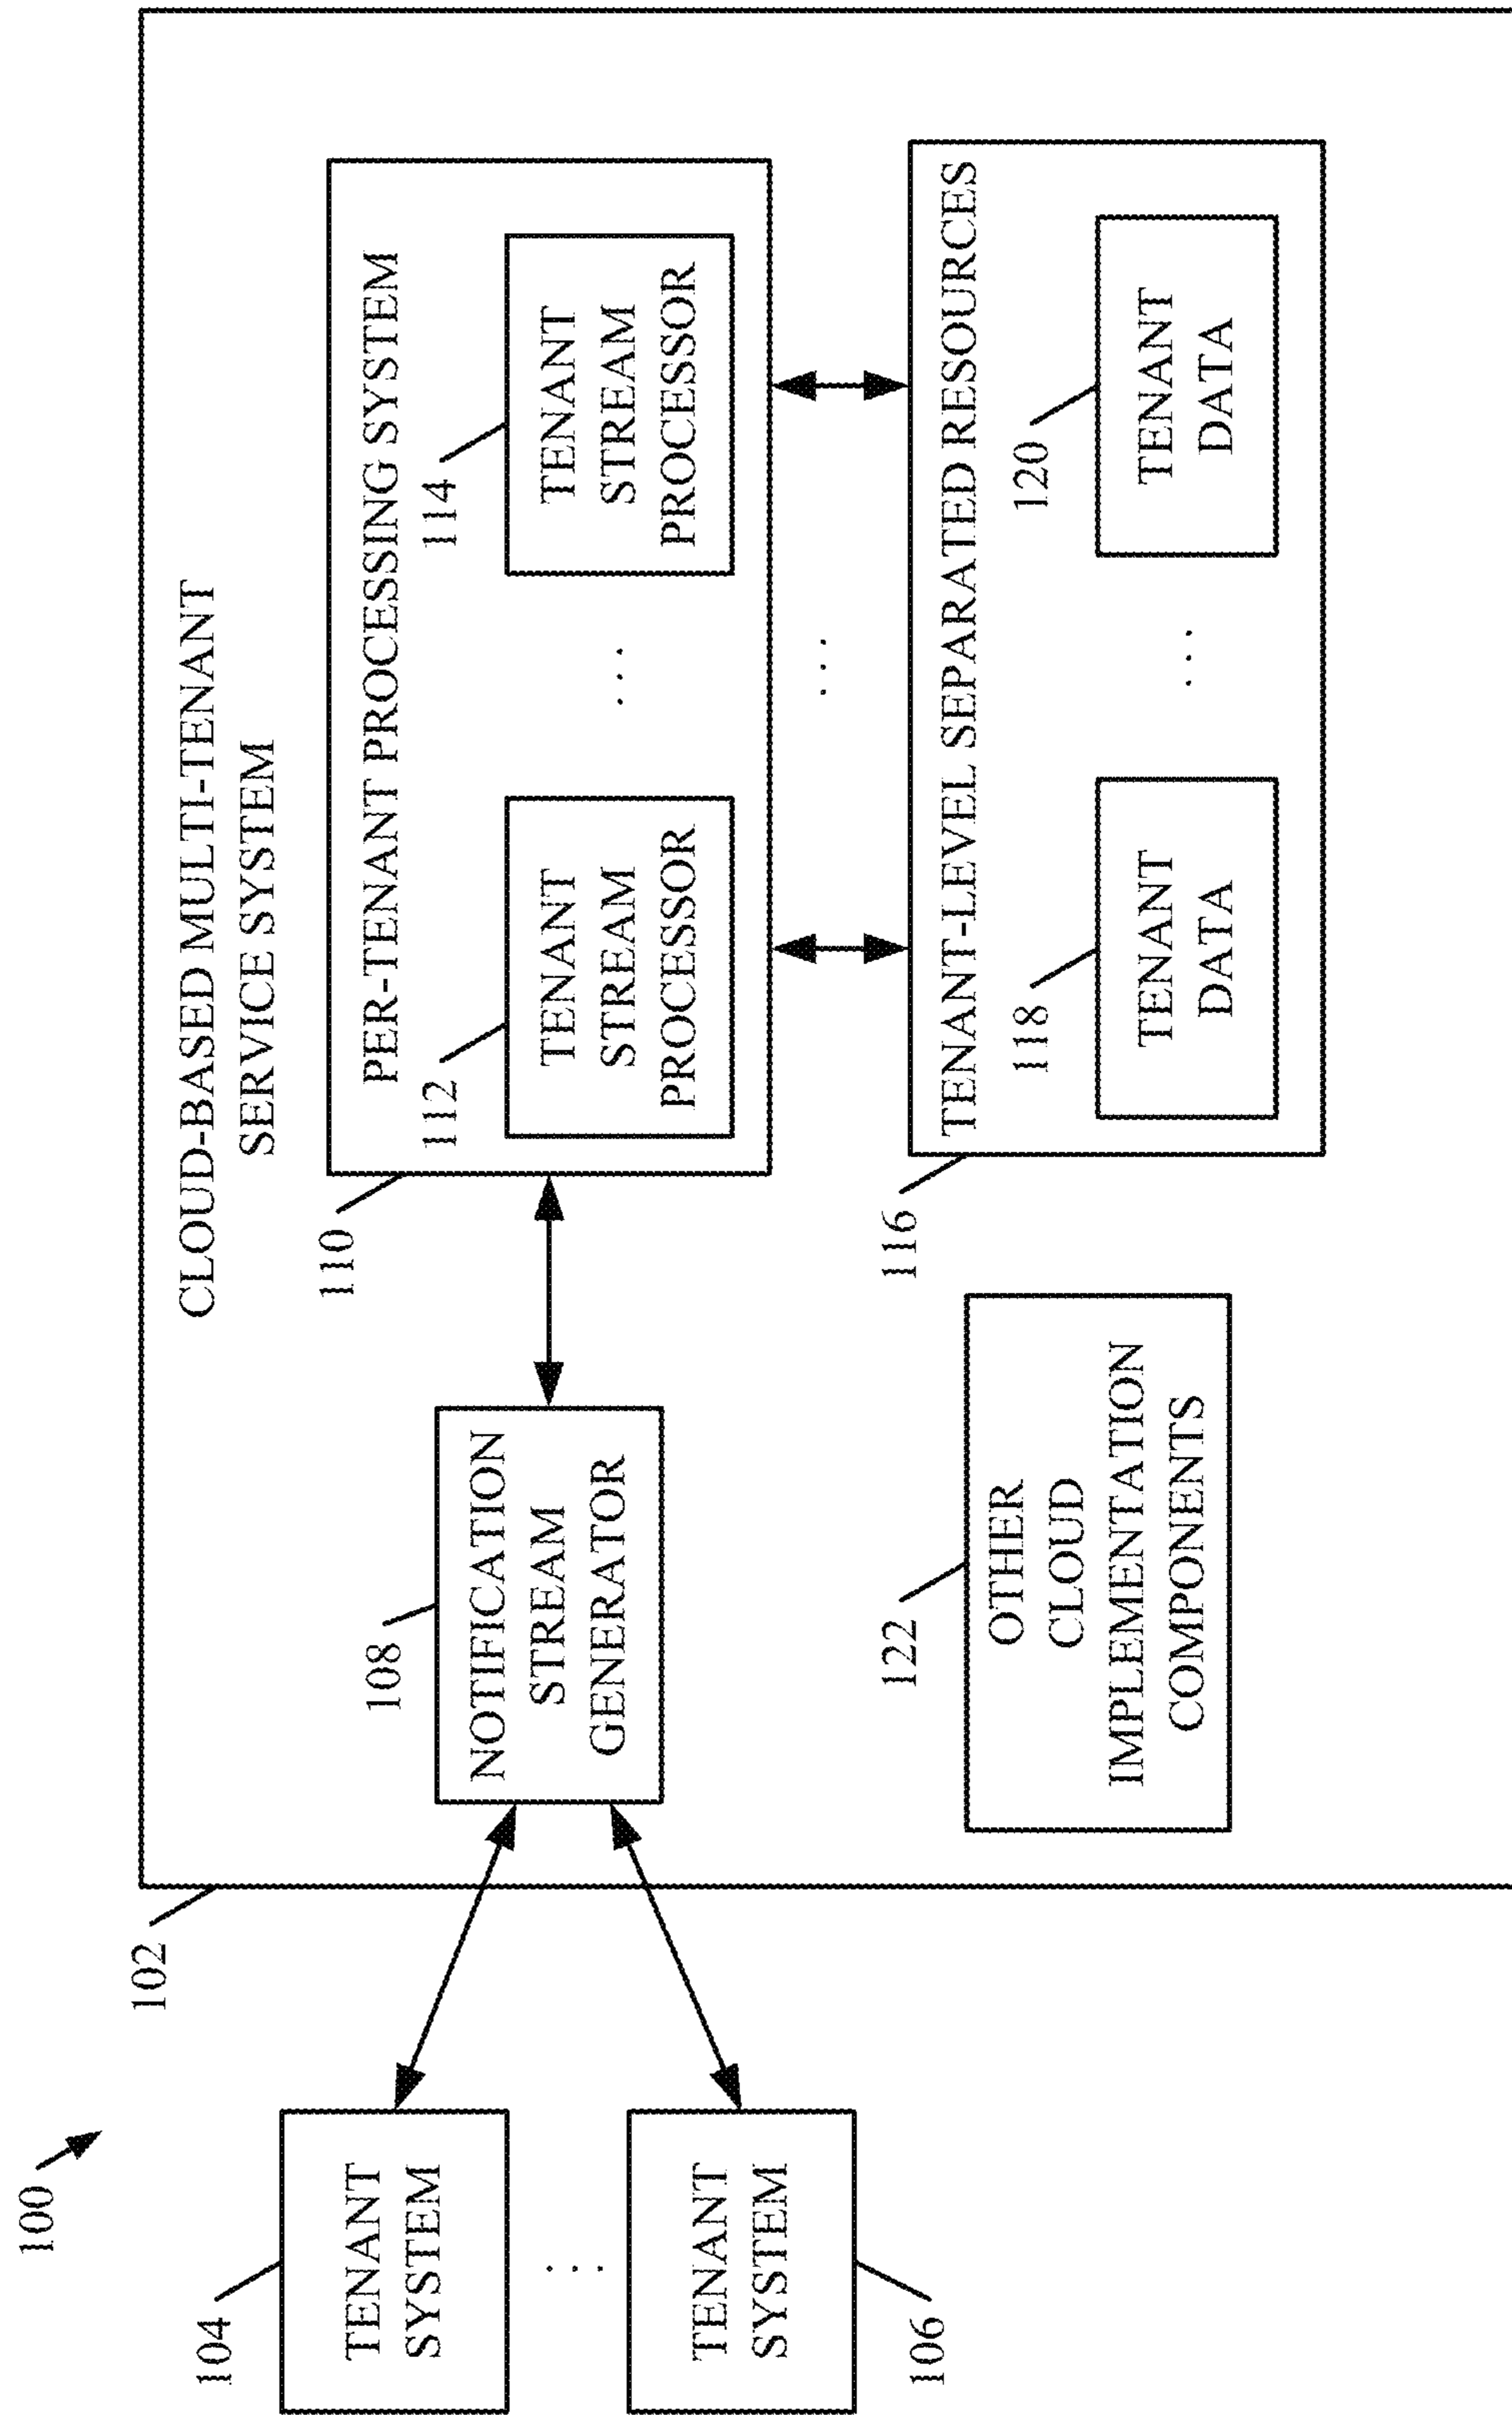 100
102
CLOUD-BASED MULTI-TENANT
SERVICE SYSTEM
104
TENANT
SYSTEM
...
TENANT
SYSTEM
106
108
NOTIFICATION
STREAM
GENERATOR
110
PER-TENANT PROCESSING SYSTEM
112
TENANT
STREAM
PROCESSOR
...
114
TENANT
STREAM
PROCESSOR
...
116
TENANT-LEVEL SEPARATED RESOURCES
118
TENANT
DATA
...
120
TENANT
DATA
122
OTHER
CLOUD
IMPLEMENTATION
COMPONENTS